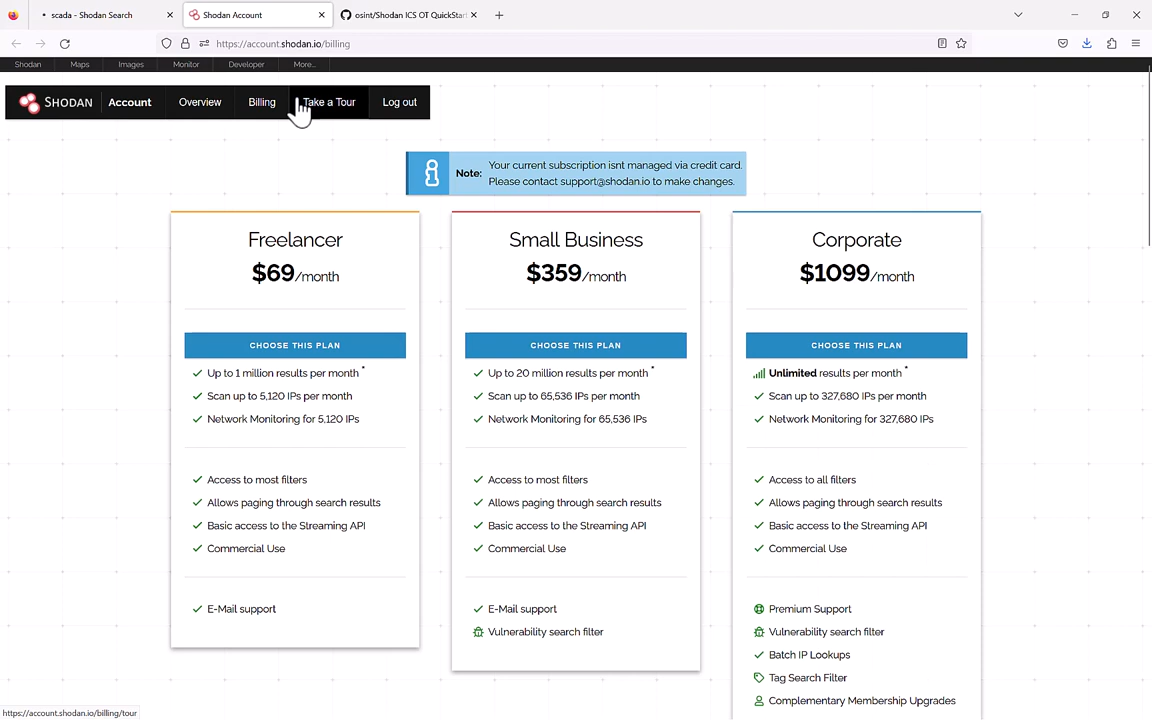 scada - Shodan Search
Shodan Account
osint/Shodan ICS OT QuickStart
https://account.shodan.io/billing
Shodan
Maps
Images
Monitor
Developer
More...
SHODAN
Account
Overview
Billing
Take a Tour
Log out
Note:
Your current subscription isnt managed via credit card.
Please contact support@shodan.io to make changes.
Freelancer
$69/month
CHOOSE THIS PLAN
Up to 1 million results per month *
Scan up to 5,120 IPs per month
Network Monitoring for 5,120 IPs
Access to most filters
Allows paging through search results
Basic access to the Streaming API
Commercial Use
E-Mail support
Small Business
$359/month
CHOOSE THIS PLAN
Up to 20 million results per month *
Scan up to 65,536 IPs per month
Network Monitoring for 65,536 IPs
Access to most filters
Allows paging through search results
Basic access to the Streaming API
Commercial Use
E-Mail support
Vulnerability search filter
Corporate
$1099/month
CHOOSE THIS PLAN
Unlimited results per month *
Scan up to 327,680 IPs per month
Network Monitoring for 327,680 IPs
Access to all filters
Allows paging through search results
Basic access to the Streaming API
Commercial Use
Premium Support
Vulnerability search filter
Batch IP Lookups
Tag Search Filter
Complementary Membership Upgrades
https://account.shodan.io/billing/tour